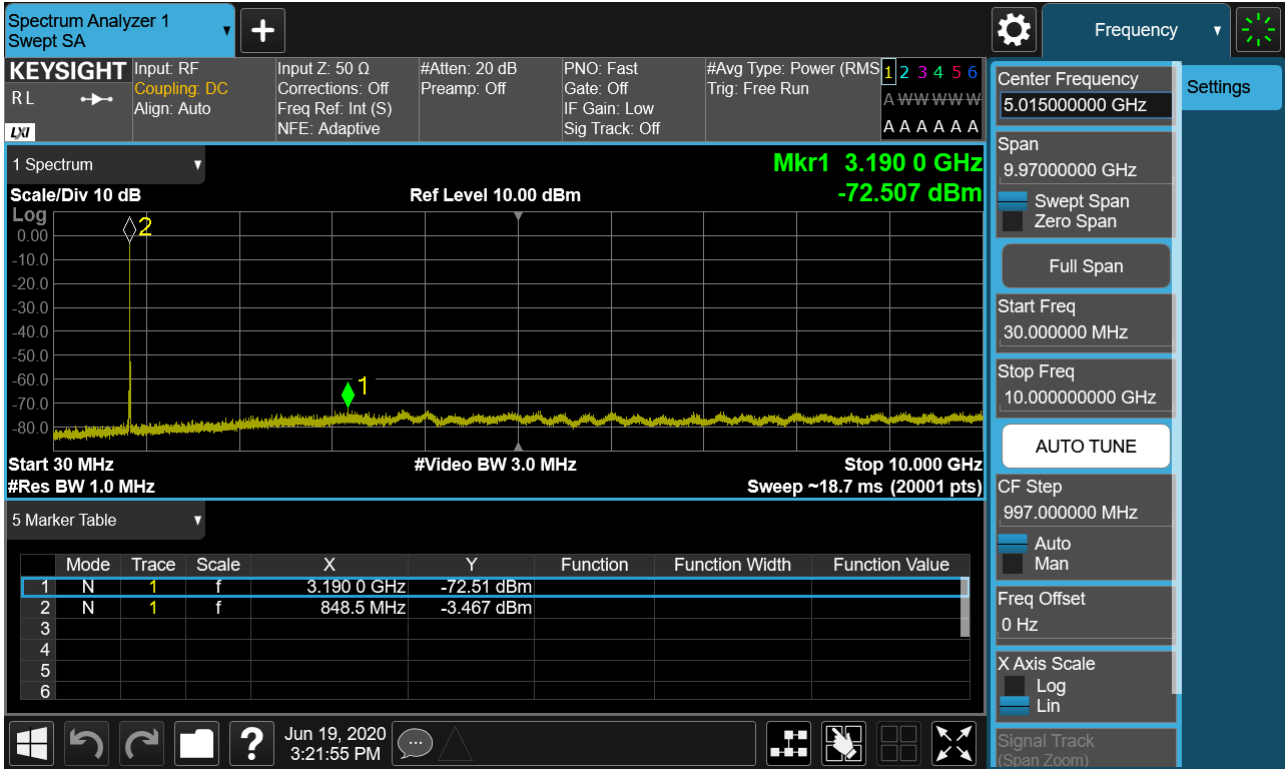 Spectrum Analyzer 1
Swept SA
+
Frequency
KEYSIGHT
R L
LXI
Input: RF
Coupling: DC
Align: Auto
Input Z: 50 Ω
Corrections: Off
Freq Ref: Int (S)
NFE: Adaptive
#Atten: 20 dB
Preamp: Off
PNO: Fast
Gate: Off
IF Gain: Low
Sig Track: Off
#Avg Type: Power (RMS
Trig: Free Run
1 2 3 4 5 6
A W W W W W
A A A A A A
1 Spectrum
Mkr1 3.190 0 GHz
Scale/Div 10 dB
Ref Level 10.00 dBm
-72.507 dBm
Log
0.00
-10.0
-20.0
-30.0
-40.0
-50.0
-60.0
-70.0
-80.0
2
1
Start 30 MHz
#Video BW 3.0 MHz
Stop 10.000 GHz
#Res BW 1.0 MHz
Sweep ~18.7 ms (20001 pts)
5 Marker Table
Mode Trace Scale X Y Function Function Width Function Value
1 N 1 f 3.190 0 GHz -72.51 dBm
2 N 1 f 848.5 MHz -3.467 dBm
3
4
5
6
?
Jun 19, 2020
3:21:55 PM
Center Frequency
5.015000000 GHz
Settings
Span
9.97000000 GHz
Swept Span
Zero Span
Full Span
Start Freq
30.000000 MHz
Stop Freq
10.000000000 GHz
AUTO TUNE
CF Step
997.000000 MHz
Auto
Man
Freq Offset
0 Hz
X Axis Scale
Log
Lin
Signal Track
(Span Zoom)